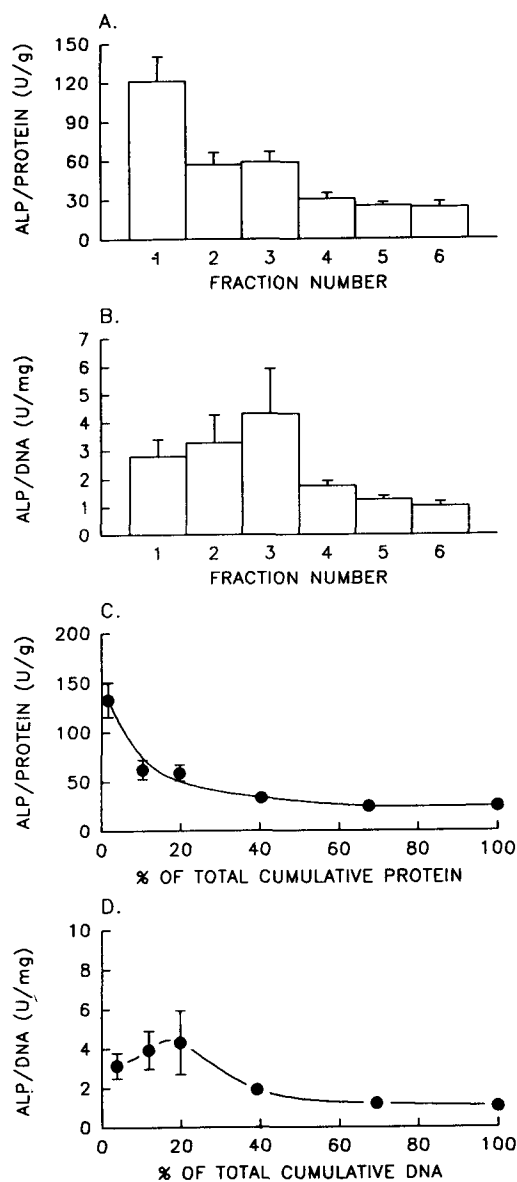 A.
ALP/PROTEIN (U/g)
150
120
90
60
30
0
1 2 3 4 5 6
FRACTION NUMBER
B.
ALP/DNA (U/mg)
7
6
5
4
3
2
1
0
1 2 3 4 5 6
FRACTION NUMBER
C.
ALP/PROTEIN (U/g)
200
150
100
50
0
0 20 40 60 80 100
% OF TOTAL CUMULATIVE PROTEIN
D.
ALP/DNA (U/mg)
10
8
6
4
2
0
0 20 40 60 80 100
% OF TOTAL CUMULATIVE DNA